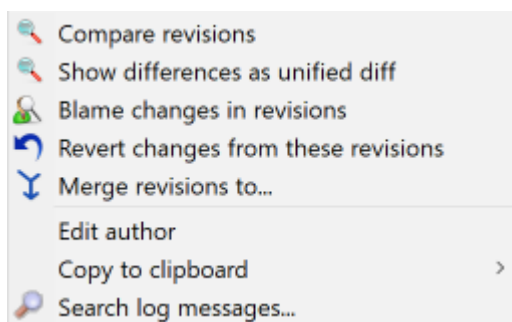 Compare revisions
Show differences as unified diff
Blame changes in revisions
Revert changes from these revisions
Merge revisions to...
Edit author
Copy to clipboard
Search log messages...